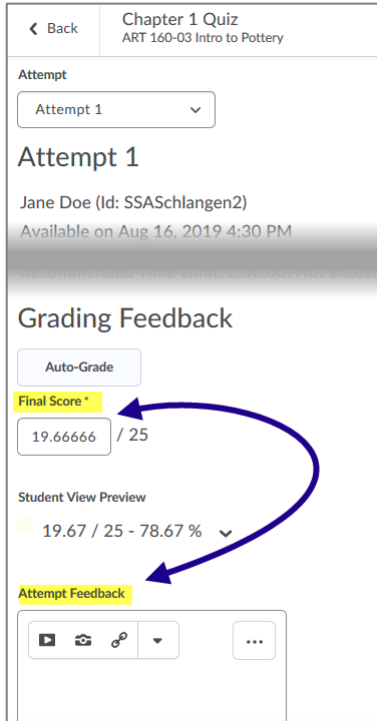 Back
Chapter 1 Quiz
ART 160-03 Intro to Pottery
Attempt
Attempt 1
Attempt 1
Jane Doe (Id: SSASchlangen2)
Available on Aug 16, 2019 4:30 PM
Grading Feedback
Auto-Grade
Final Score *
19.66666 / 25
Student View Preview
19.67 / 25 - 78.67 %
Attempt Feedback
...